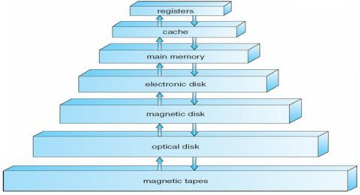 registers
cache
main memory
electronic disk
magnetic disk
optical disk
magnetic tapes